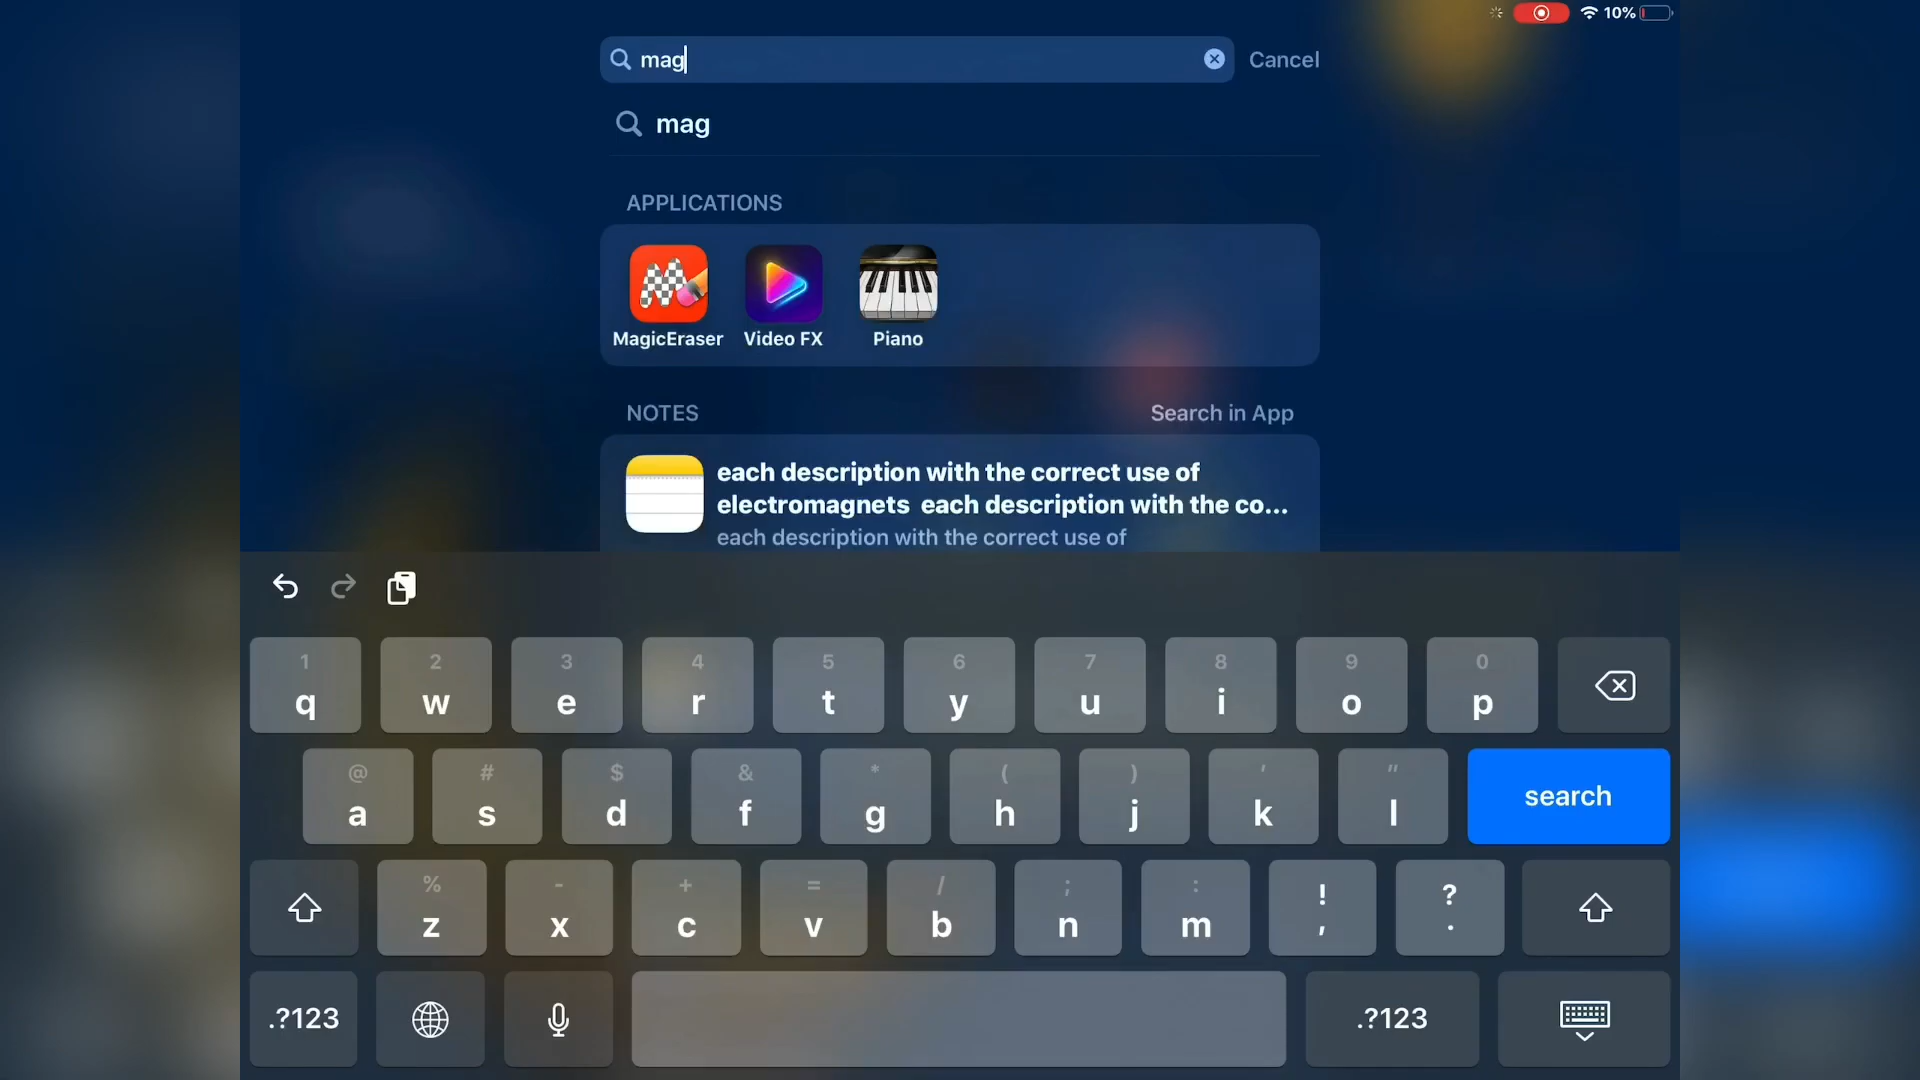 10%
mag
Cancel
mag
APPLICATIONS
MagicEraser Video FX Piano
NOTES Search in App
each description with the correct use of
electromagnets each description with the co...
each description with the correct use of
1 2 3 4 5 6 7 8 9 0
q w e r t y u i o p
@ # $ & * ( ) ' "
a s d f g h j k l search
% - + = / ; : ! ?
z x c v b n m , .
.?123 .?123